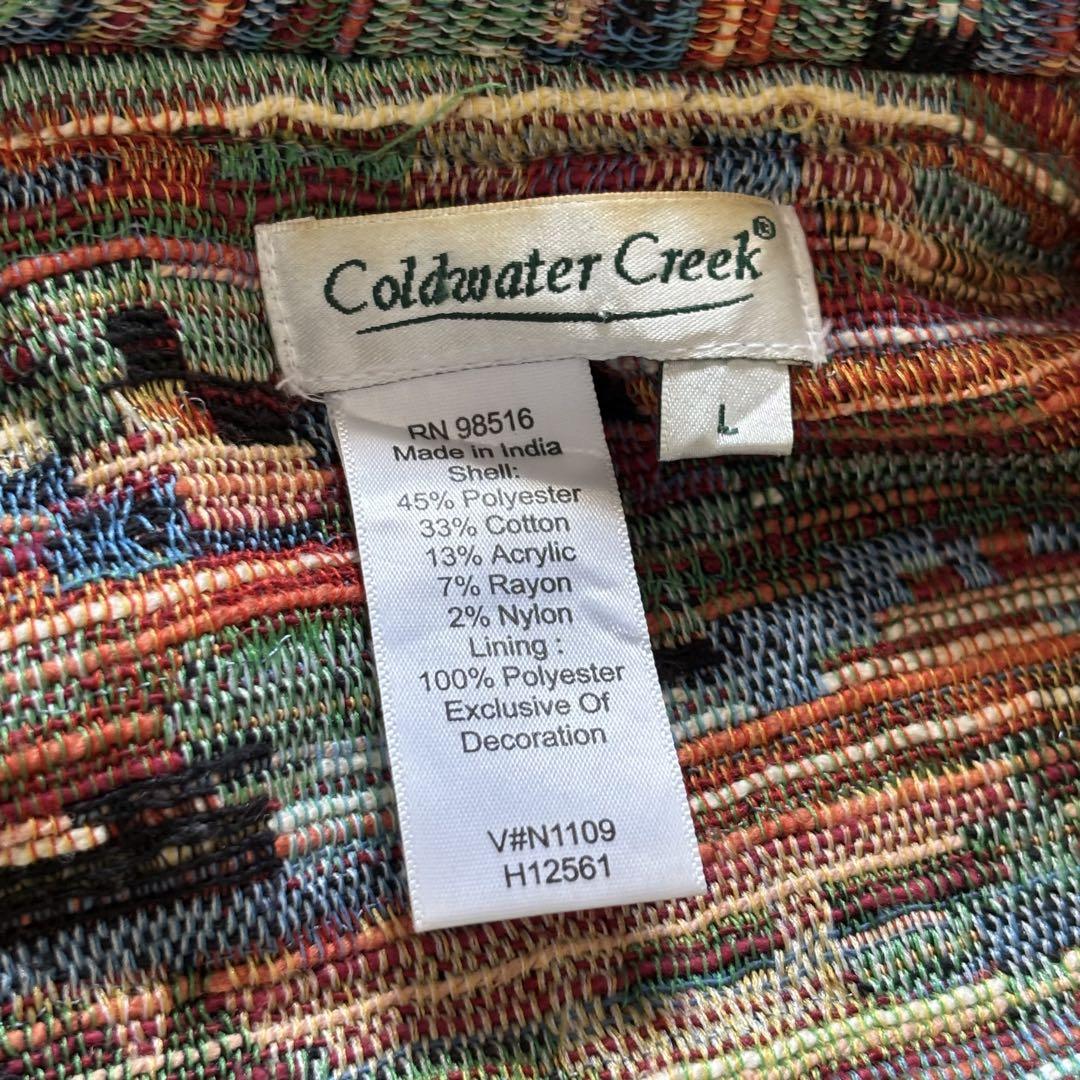 Coldwater Creek®
L
RN 98516
Made in India
Shell:
45% Polyester
33% Cotton
13% Acrylic
7% Rayon
2% Nylon
Lining :
100% Polyester
Exclusive Of
Decoration
V#N1109
H12561